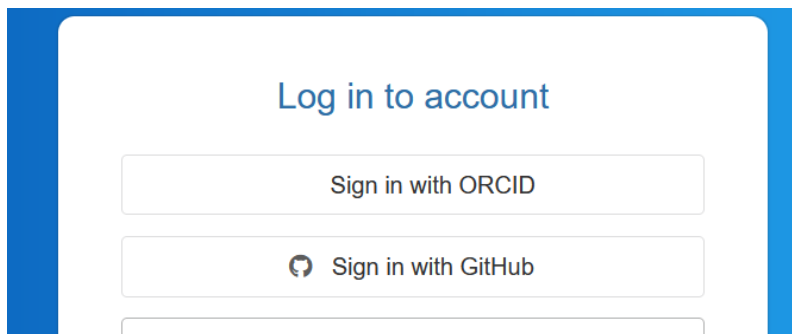 Log in to account
Sign in with ORCID
Sign in with GitHub